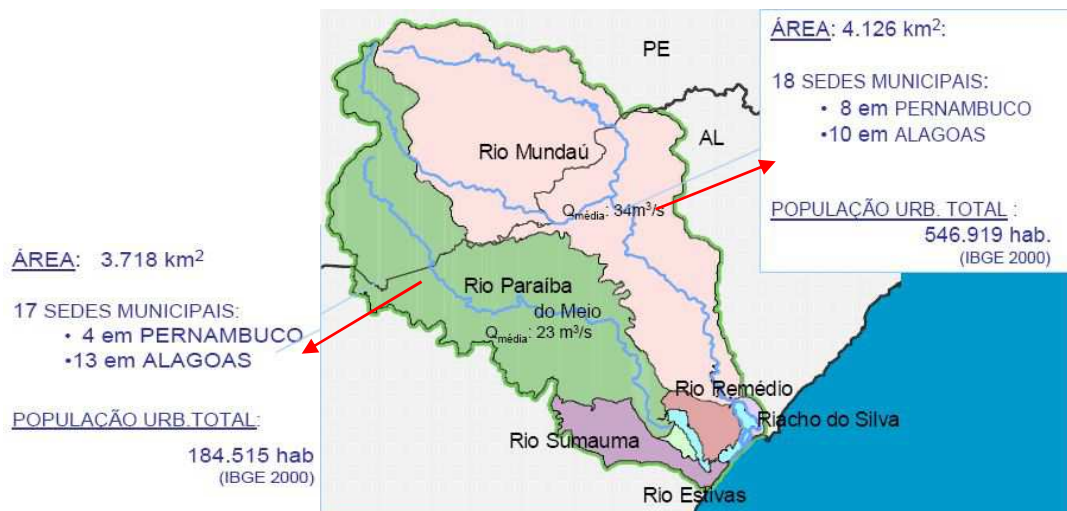 ÁREA: 4.126 km²:
18 SEDES MUNICIPAIS:
• 8 em PERNAMBUCO
•10 em ALAGOAS
POPULAÇÃO URB. TOTAL :
546.919 hab.
(IBGE 2000)
PE
AL
Rio Mundaú
Qmédia: 34m³/s
ÁREA: 3.718 km²
17 SEDES MUNICIPAIS:
• 4 em PERNAMBUCO
•13 em ALAGOAS
POPULAÇÃO URB.TOTAL:
184.515 hab
(IBGE 2000)
Rio Paraíba
do Meio
Qmédia: 23 m³/s
Rio Remédio
Riacho do Silva
Rio Sumauma
Rio Estivas